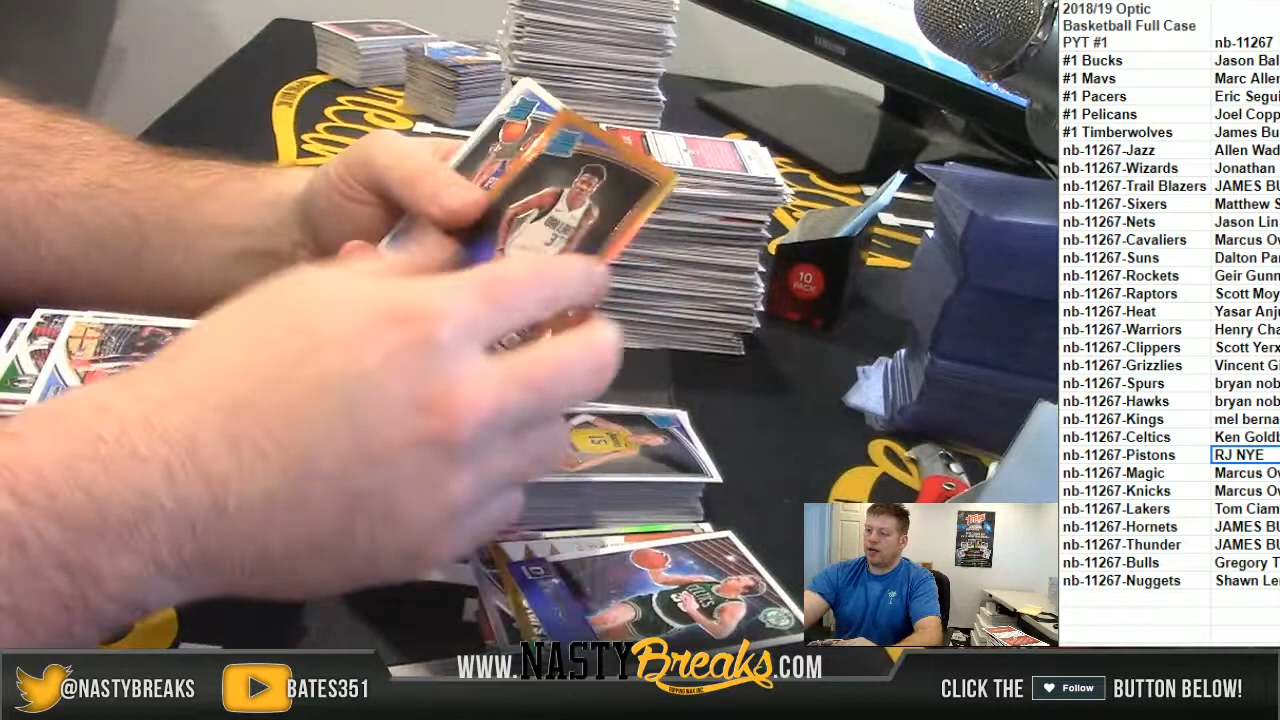 2018/19 Optic
Basketball Full Case
PYT #1 nb-11267
#1 Bucks Jason Bal
#1 Mavs Marc Alle
#1 Pacers Eric Segui
#1 Pelicans Joel Copp
#1 Timberwolves James Bu
nb-11267-Jazz Allen Wad
nb-11267-Wizards Jonathan
nb-11267-Trail Blazers JAMES BU
nb-11267-Sixers Matthew S
nb-11267-Nets Jason Lin
nb-11267-Cavaliers Marcus Ov
nb-11267-Suns Dalton Par
nb-11267-Rockets Geir Gunn
nb-11267-Raptors Scott Moy
nb-11267-Heat Yasar Anju
nb-11267-Warriors Henry Cha
nb-11267-Clippers Scott Yerx
nb-11267-Grizzlies Vincent Gi
nb-11267-Spurs bryan nob
nb-11267-Hawks bryan nob
nb-11267-Kings mel berna
nb-11267-Celtics Ken Goldb
nb-11267-Pistons RJ NYE
nb-11267-Magic Marcus Ov
nb-11267-Knicks Marcus Ov
nb-11267-Lakers Tom Ciam
nb-11267-Hornets JAMES BU
nb-11267-Thunder JAMES BU
nb-11267-Bulls Gregory T
nb-11267-Nuggets Shawn Le
SAMSUNG
10
PACK
51
WWW.NASTYBreaks.COM
RIPPING WAX INC
@NASTYBREAKS
BATES351
CLICK THE Follow BUTTON BELOW!